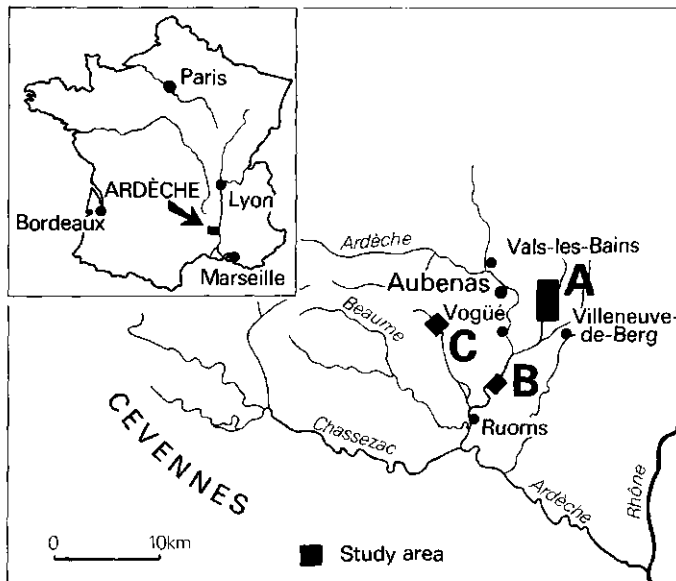 Paris
ARDÈCHE
Lyon
Bordeaux
Marseille
Ardèche
Vals-les-Bains
Aubenas
A
Beaume
Vogüé
Villeneuve-
de-Berg
C
B
CEVENNES
Chassezac
Ruoms
Ardèche
Rhône
0 10km
Study area